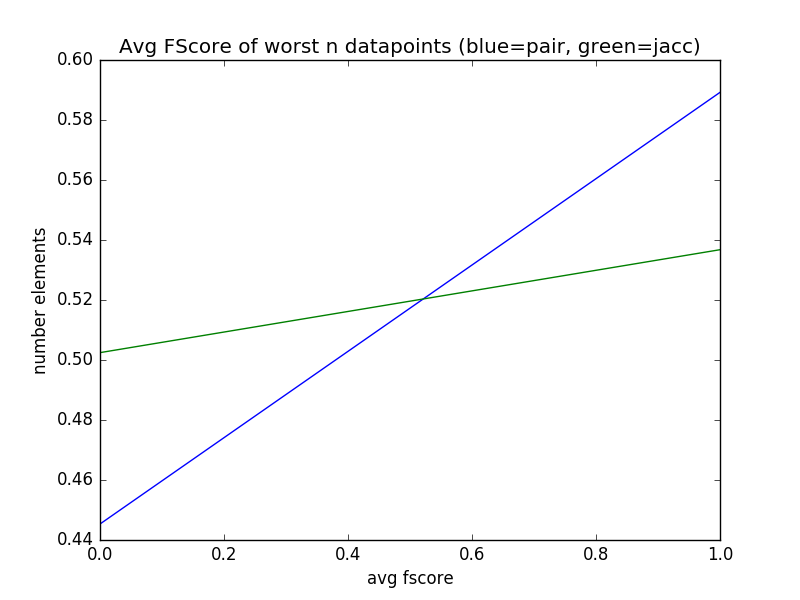 Avg FScore of worst n datapoints (blue=pair, green=jacc)
0.60
0.58
0.56
0.54
0.52
0.50
0.48
0.46
0.44
number elements
0.0 0.2 0.4 0.6 0.8 1.0
avg fscore